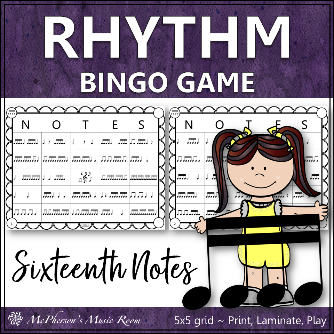 RHYTHM
BINGO GAME
N O T E S
N O T E S
Sixteenth Notes
McPherson's Music Room
5x5 grid ~ Print, Laminate, Play